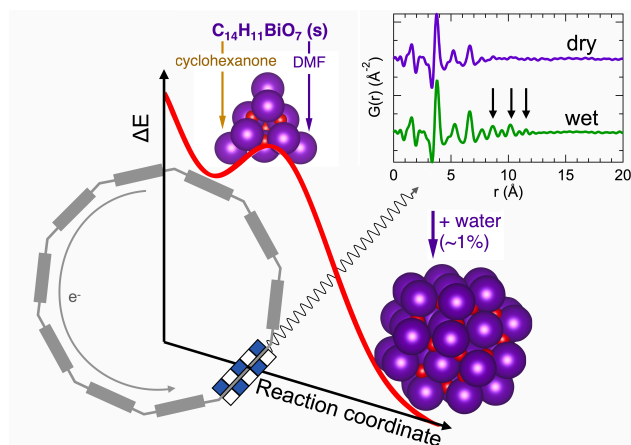 C₁₄H₁₁BiO₇ (s)
cyclohexanone
DMF
ΔE
e⁻
Reaction coordinate
+ water
(~1%)
G(r) (Å⁻²)
dry
wet
0 5 10 15 20
r (Å)